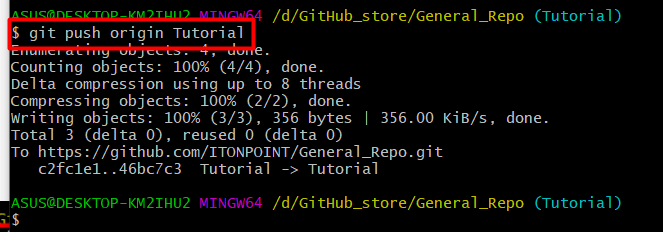 ASUS@DESKTOP-KM2IHU2 MINGW64 /d/GitHub_store/General_Repo (Tutorial)
$ git push origin Tutorial
Enumerating objects: 4, done.
Counting objects: 100% (4/4), done.
Delta compression using up to 8 threads
Compressing objects: 100% (2/2), done.
Writing objects: 100% (3/3), 356 bytes | 356.00 KiB/s, done.
Total 3 (delta 0), reused 0 (delta 0)
To https://github.com/ITONPOINT/General_Repo.git
c2fc1e1..46bc7c3  Tutorial -> Tutorial
ASUS@DESKTOP-KM2IHU2 MINGW64 /d/GitHub_store/General_Repo (Tutorial)
$